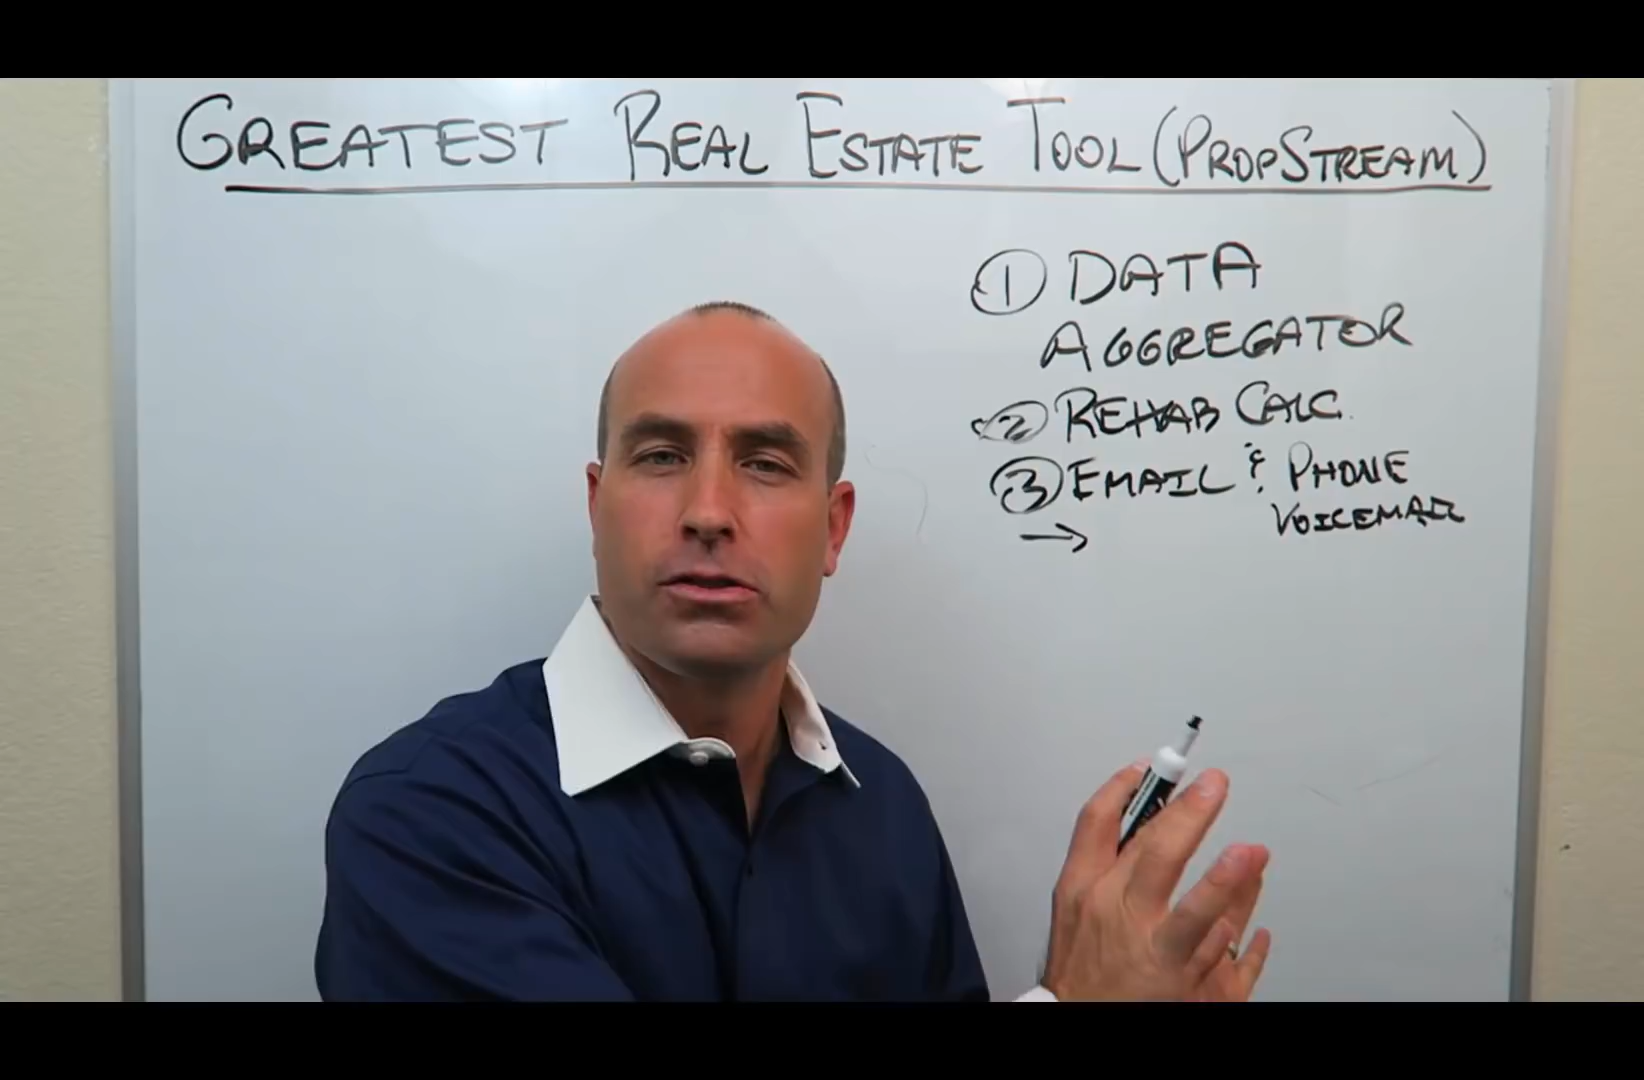 GREATEST REAL ESTATE TOOL (PROPSTREAM)
① DATA
AGGREGATOR
② REHAB CALC.
③ EMAIL & PHONE
VOICEMAIL
→